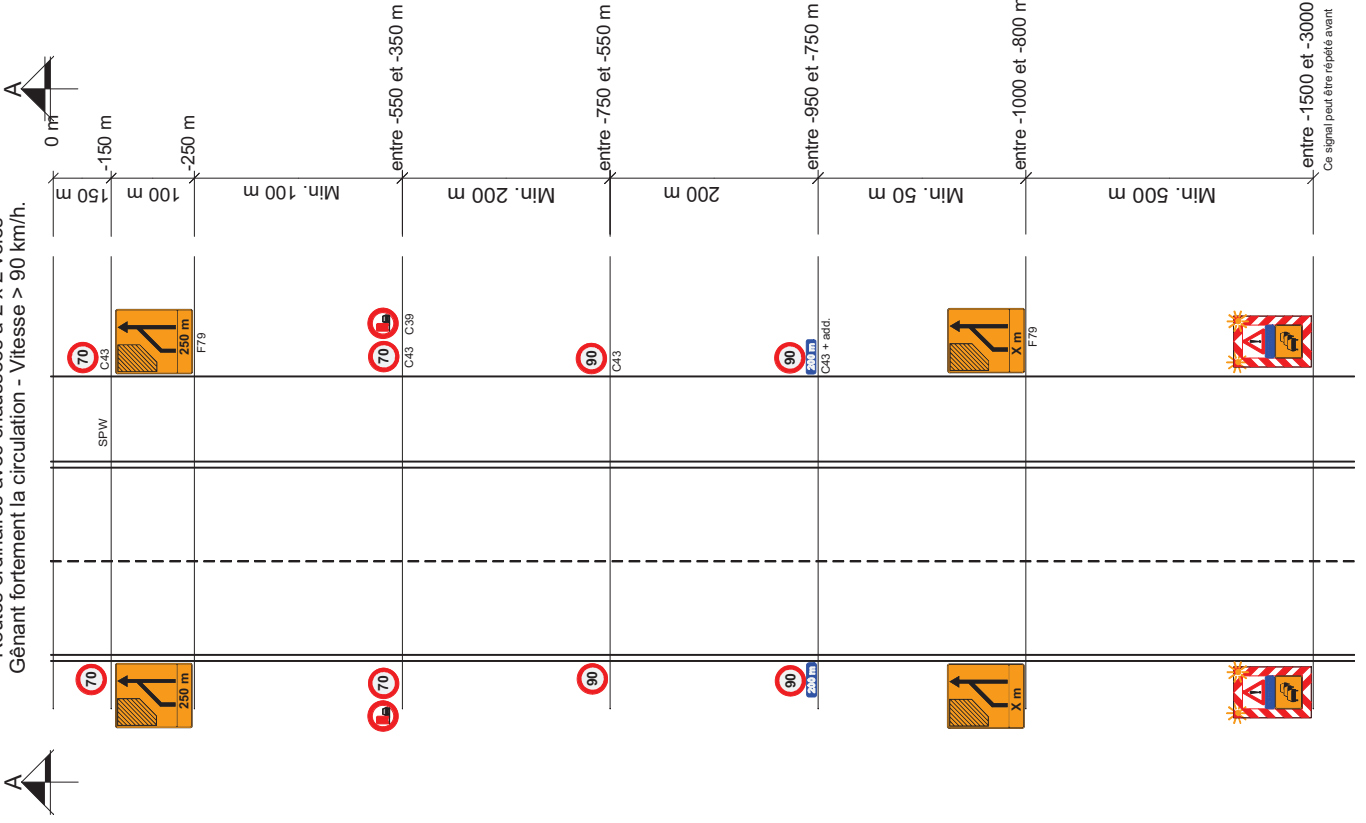 Gênant fortement la circulation - Vitesse > 90 km/h.
A
A
0 m
150 m
-150 m
100 m
-250 m
Min. 100 m
entre -550 et -350 m
Min. 200 m
entre -750 et -550 m
200 m
entre -950 et -750 m
Min. 50 m
entre -1000 et -800 m
Min. 500 m
entre -1500 et -3000
Ce signal peut être répété avant
SPW
70
C43
250 m
F79
70
C43
C39
90
C43
90
200 m
C43 + add.
X m
F79
!
70
250 m
70
90
90
200 m
X m
!